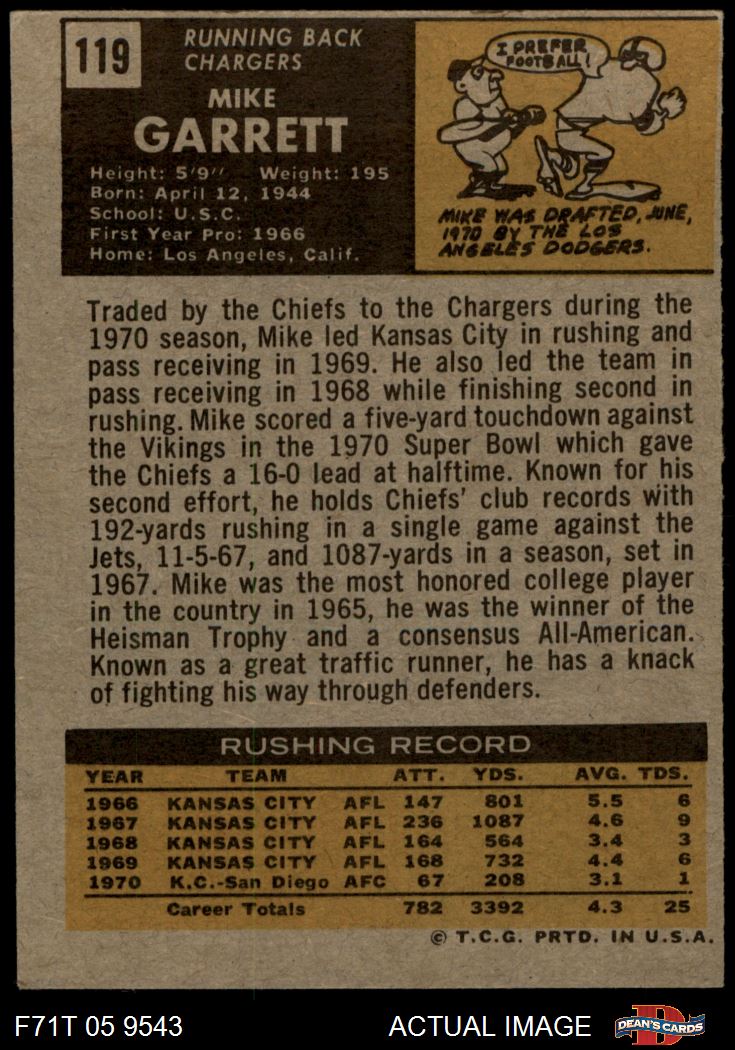 119
RUNNING BACK
CHARGERS
MIKE
GARRETT
Height: 5'9" Weight: 195
Born: April 12, 1944
School: U.S.C.
First Year Pro: 1966
Home: Los Angeles, Calif.
I PREFER
FOOTBALL!
MIKE WAS DRAFTED, JUNE,
1970 BY THE LOS
ANGELES DODGERS.
Traded by the Chiefs to the Chargers during the
1970 season, Mike led Kansas City in rushing and
pass receiving in 1969. He also led the team in
pass receiving in 1968 while finishing second in
rushing. Mike scored a five-yard touchdown against
the Vikings in the 1970 Super Bowl which gave
the Chiefs a 16-0 lead at halftime. Known for his
second effort, he holds Chiefs' club records with
192-yards rushing in a single game against the
Jets, 11-5-67, and 1087-yards in a season, set in
1967. Mike was the most honored college player
in the country in 1965, he was the winner of the
Heisman Trophy and a consensus All-American.
Known as a great traffic runner, he has a knack
of fighting his way through defenders.
RUSHING RECORD
YEAR TEAM ATT. YDS. AVG. TDS.
1966 KANSAS CITY AFL 147 801 5.5 6
1967 KANSAS CITY AFL 236 1087 4.6 9
1968 KANSAS CITY AFL 164 564 3.4 3
1969 KANSAS CITY AFL 168 732 4.4 6
1970 K.C.-San Diego AFC 67 208 3.1 1
Career Totals 782 3392 4.3 25
© T.C.G. PRTD. IN U.S.A.
F71T 05 9543 ACTUAL IMAGE D DEAN'S CARDS